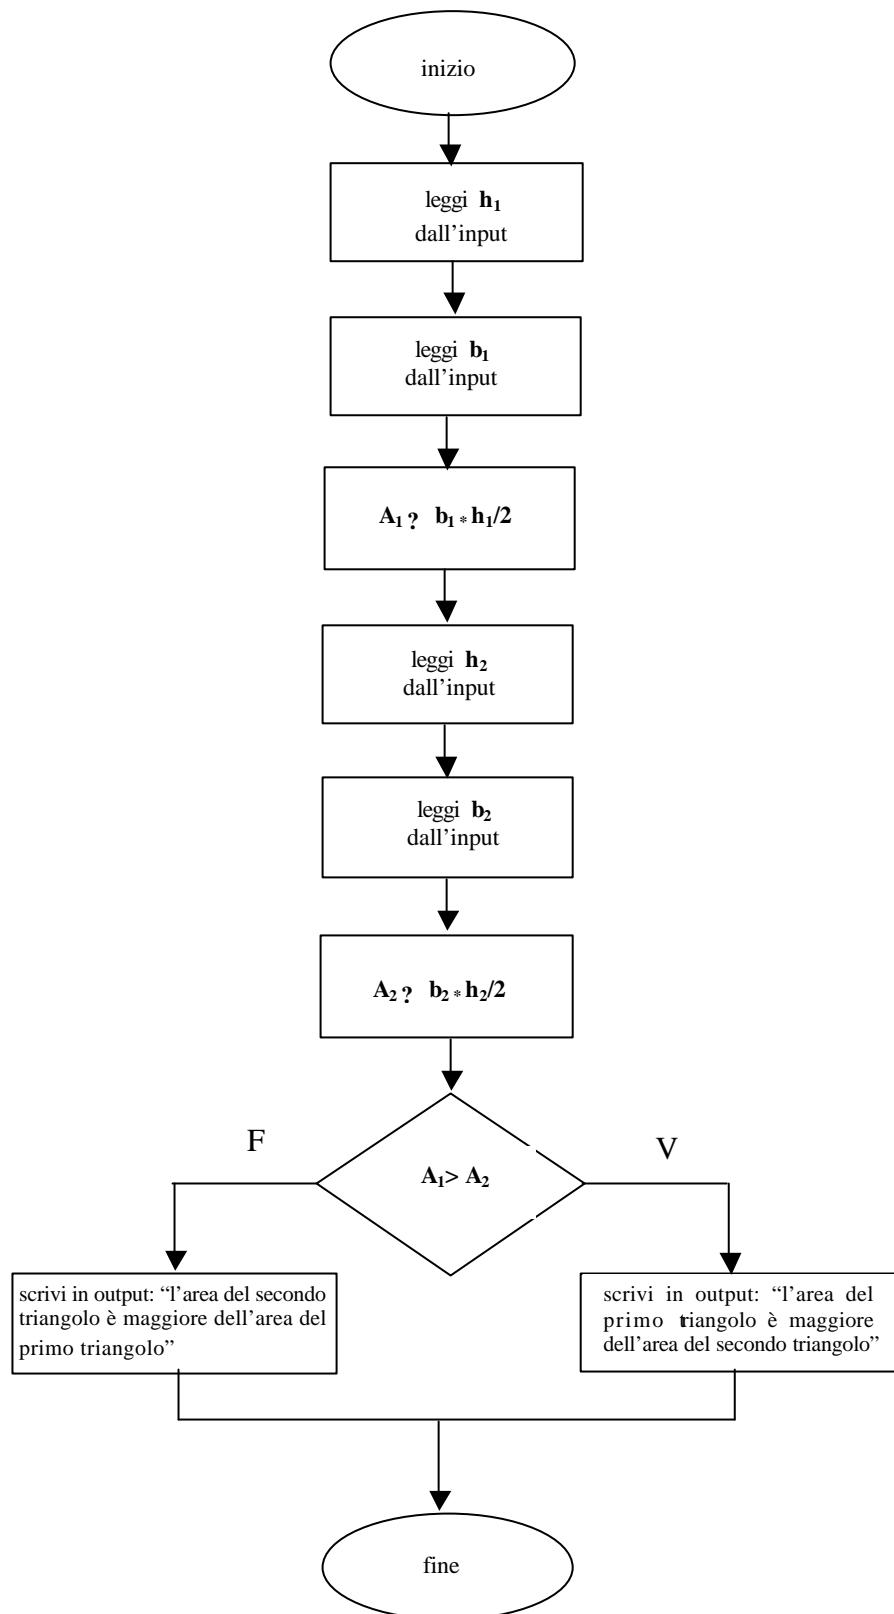 inizio
leggi h₁
dall’input
leggi b₁
dall’input
A₁ ? b₁ * h₁/2
leggi h₂
dall’input
leggi b₂
dall’input
A₂ ? b₂ * h₂/2
F
V
A₁> A₂
scrivi in output: “l’area del secondo
triangolo è maggiore dell’area del
primo triangolo”
scrivi in output: “l’area del
primo triangolo è maggiore
dell’area del secondo triangolo”
fine